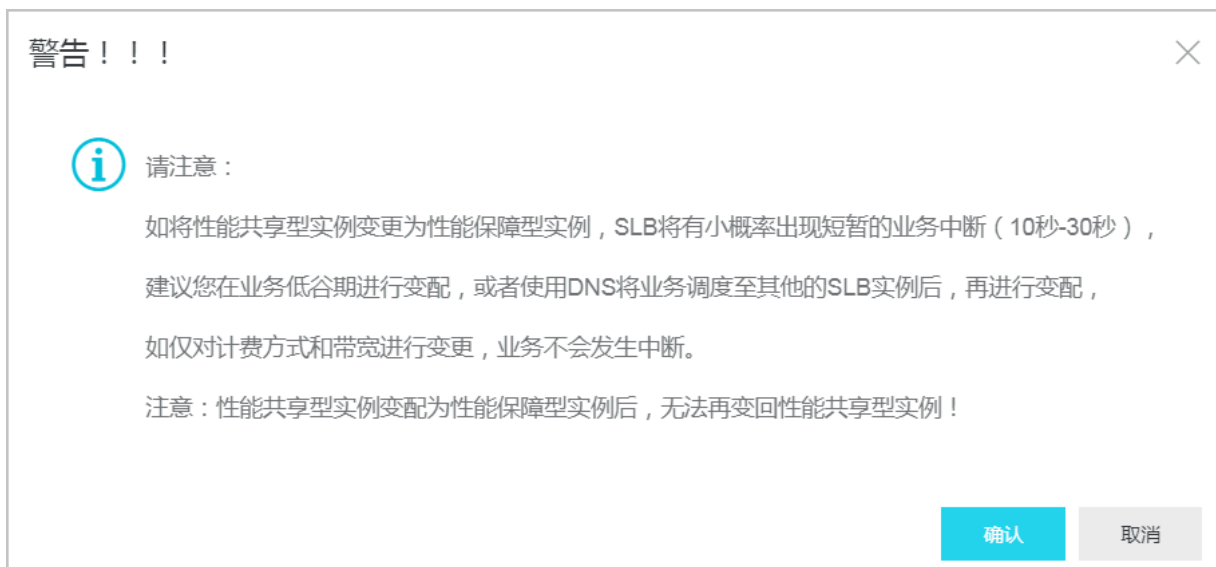 警告！！！
请注意：
如将性能共享型实例变更为性能保障型实例，SLB将有小概率出现短暂的业务中断（10秒-30秒），
建议您在业务低谷期进行变配，或者使用DNS将业务调度至其他的SLB实例后，再进行变配，
如仅对计费方式和带宽进行变更，业务不会发生中断。
注意：性能共享型实例变配为性能保障型实例后，无法再变回性能共享型实例！
确认 取消